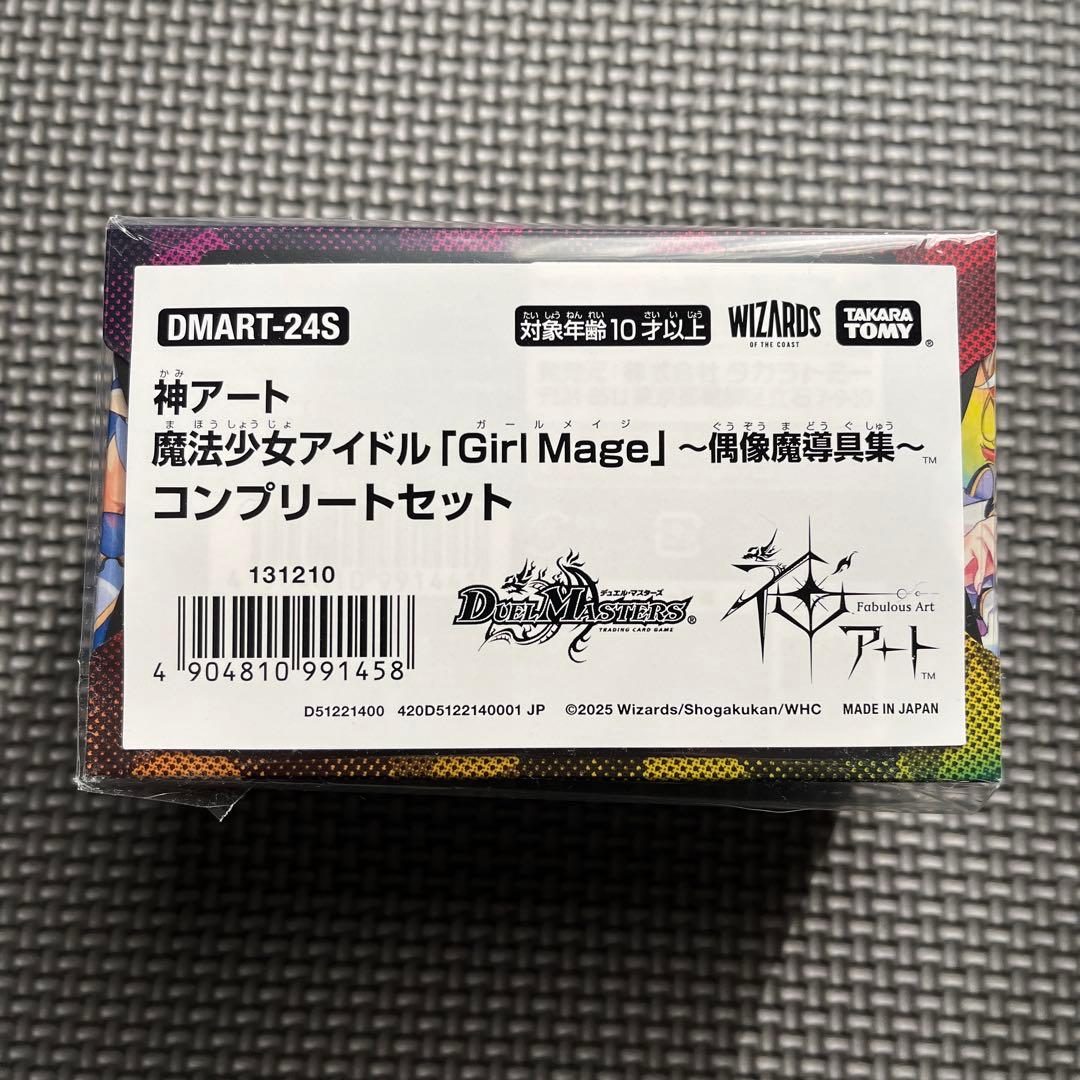 DMART-24S
対象年齢10才以上
たいしょうねんれい さいいじょう
WIZARDS
OF THE COAST
TAKARA
TOMY
®
かみ
神アート
まほうしょうじょ ガールメイジ ぐうぞうまどうぐしゅう
魔法少女アイドル「Girl Mage」～偶像魔導具集～™
コンプリートセット
131210
4 904810 991458
デュエル・マスターズ
DUEL MASTERS®
TRADING CARD GAME
神
Fabulous Art
アート™
D51221400 420D5122140001 JP ©2025 Wizards/Shogakukan/WHC MADE IN JAPAN